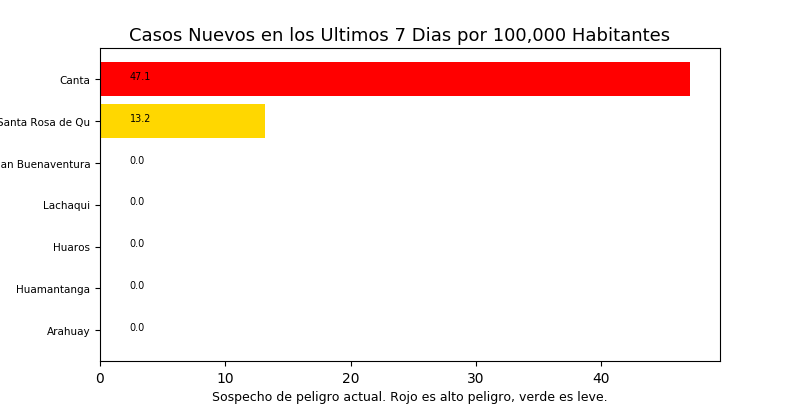 Casos Nuevos en los Ultimos 7 Dias por 100,000 Habitantes
Canta 47.1
Santa Rosa de Qu 13.2
an Buenaventura 0.0
Lachaqui 0.0
Huaros 0.0
Huamantanga 0.0
Arahuay 0.0
0 10 20 30 40
Sospecho de peligro actual. Rojo es alto peligro, verde es leve.